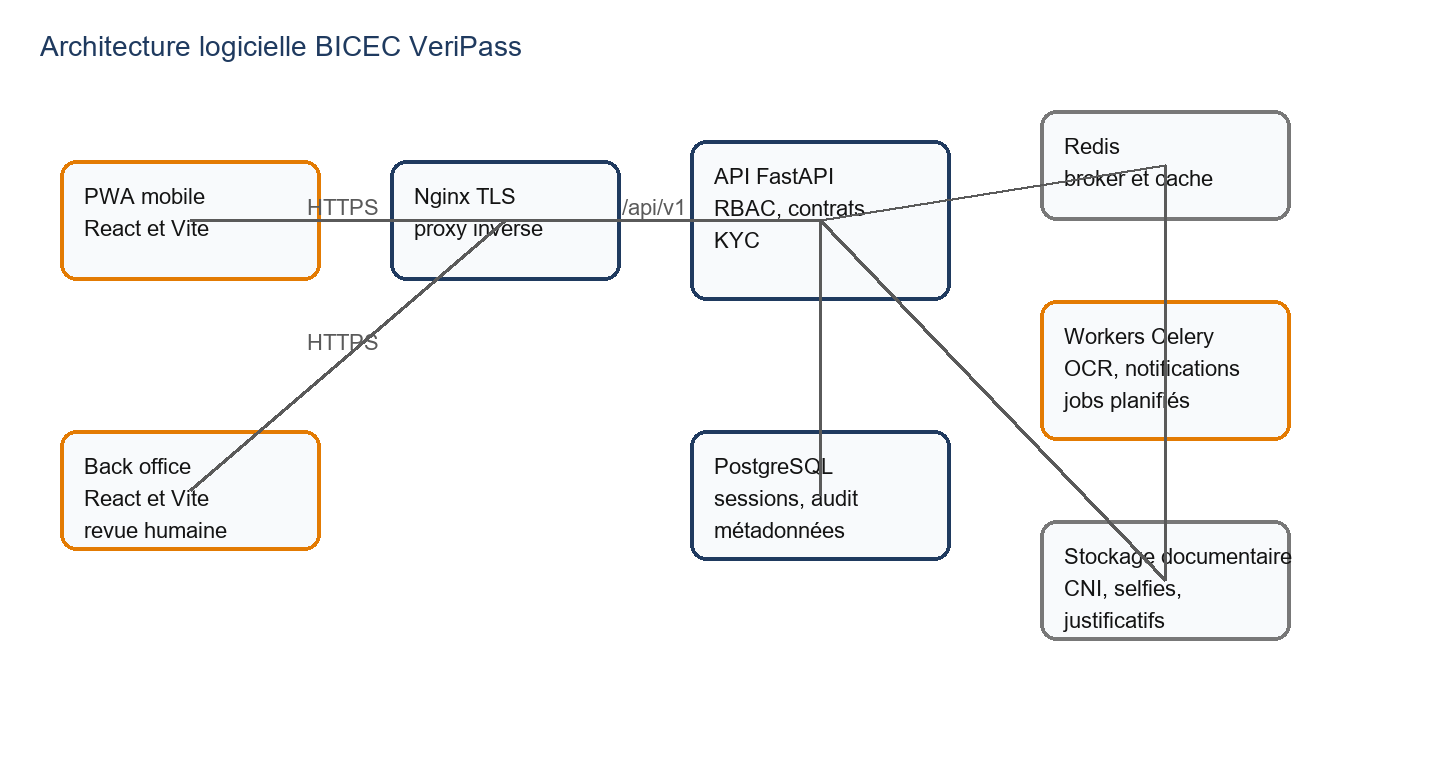 Architecture logicielle BICEC VeriPass
PWA mobile
React et Vite
HTTPS
Nginx TLS
proxy inverse
/api/v1
API FastAPI
RBAC, contrats
KYC
Redis
broker et cache
HTTPS
Workers Celery
OCR, notifications
jobs planifiés
Back office
React et Vite
revue humaine
PostgreSQL
sessions, audit
métadonnées
Stockage documentaire
CNI, selfies,
justificatifs